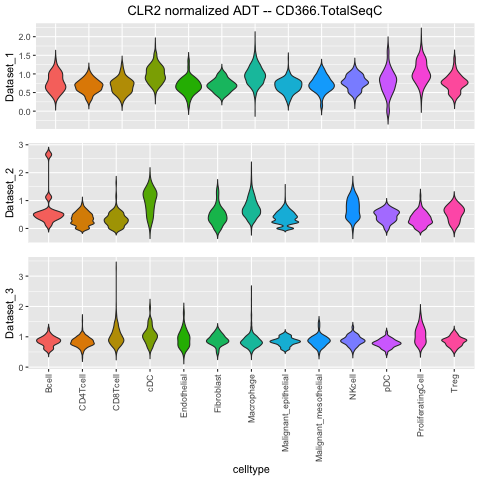 CLR2 normalized ADT -- CD366.TotalSeqC
Dataset_1
2.0
1.5
1.0
0.5
0.0
Dataset_2
3
2
1
0
Dataset_3
3
2
1
0
Bcell
CD4Tcell
CD8Tcell
cDC
Endothelial
Fibroblast
Macrophage
Malignant_epithelial
Malignant_mesothelial
NKcell
pDC
ProliferatingCell
Treg
celltype